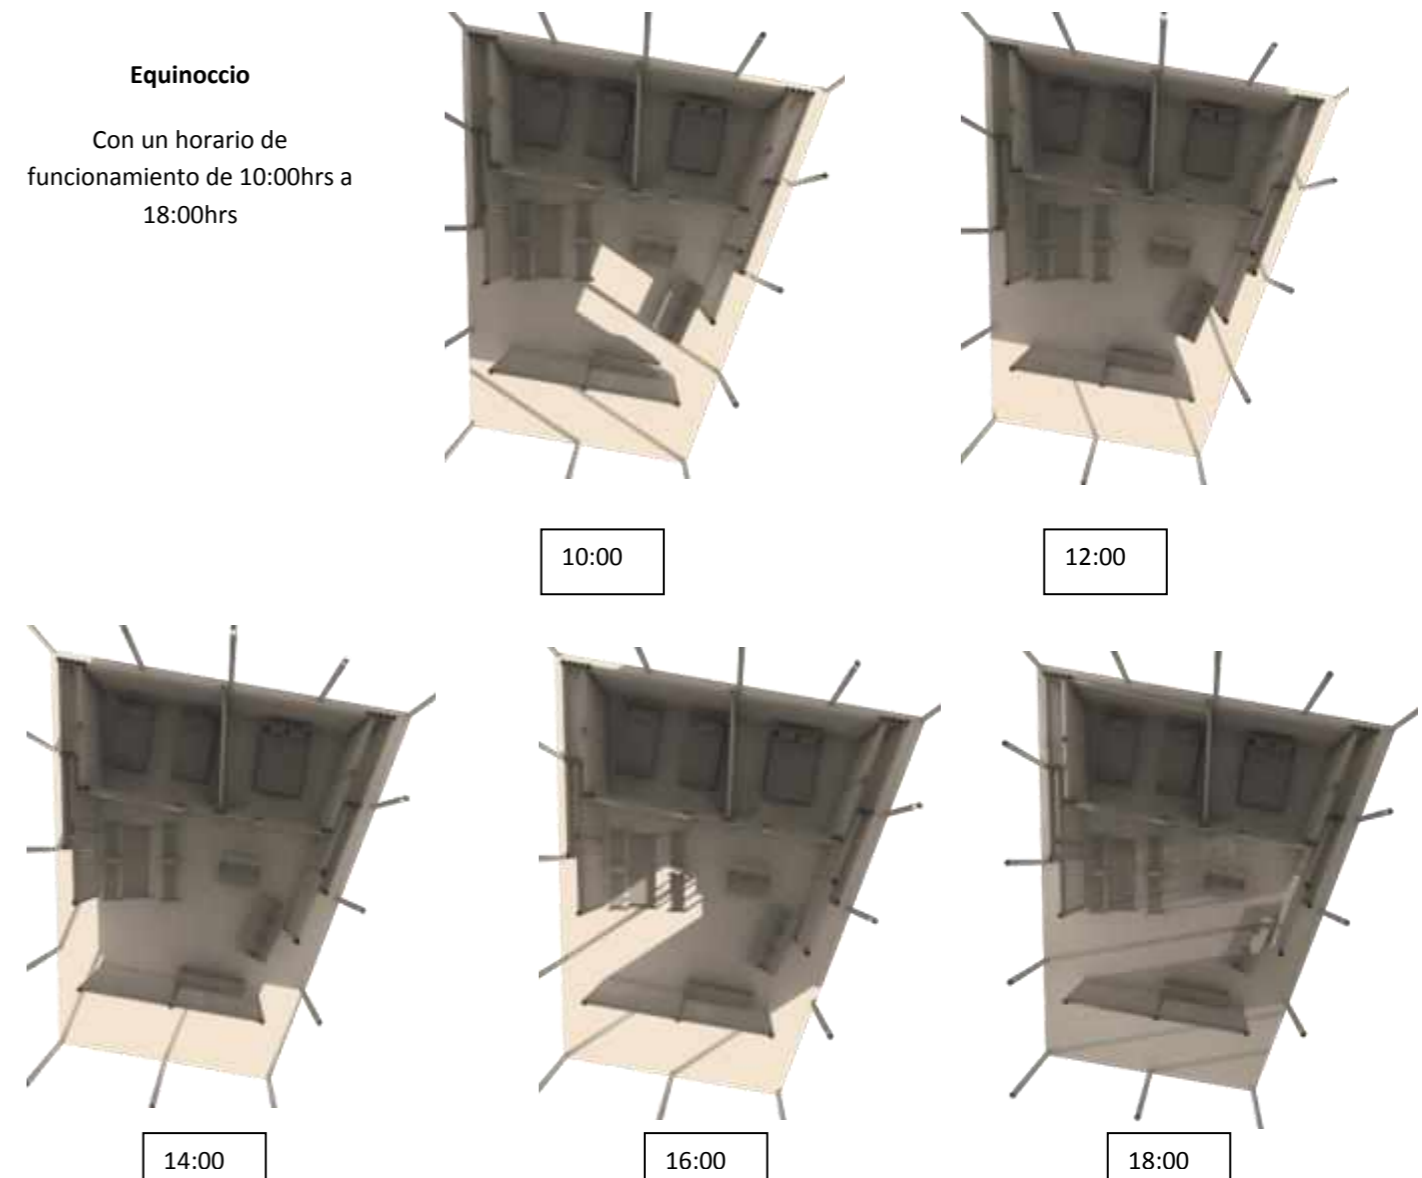 Equinoccio
Con un horario de
funcionamiento de 10:00hrs a
18:00hrs
10:00
12:00
14:00
16:00
18:00